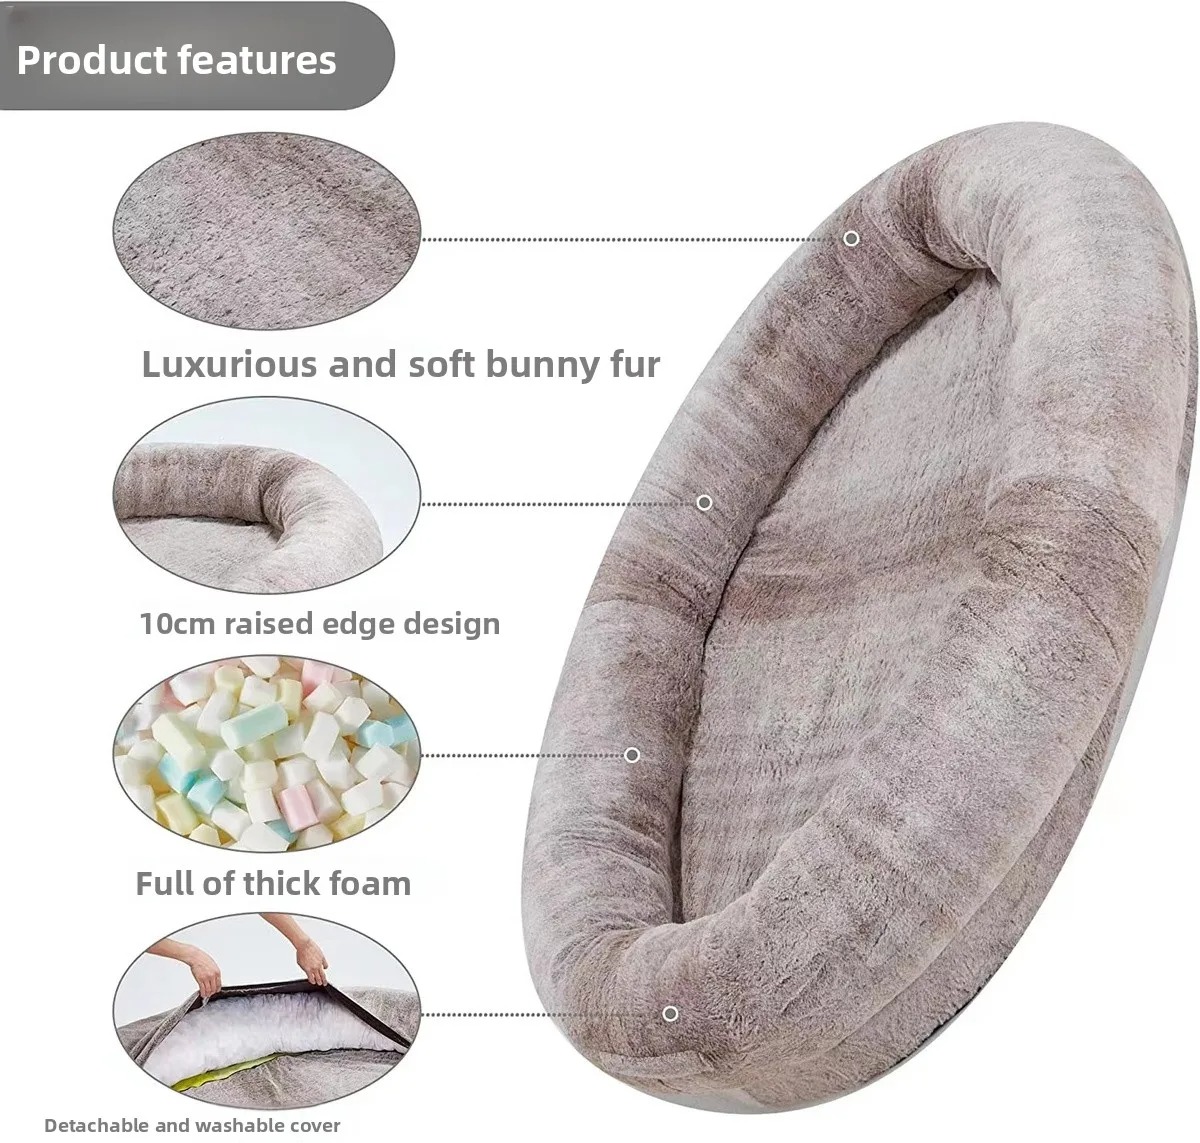 Product features
Luxurious and soft bunny fur
10cm raised edge design
Full of thick foam
Detachable and washable cover